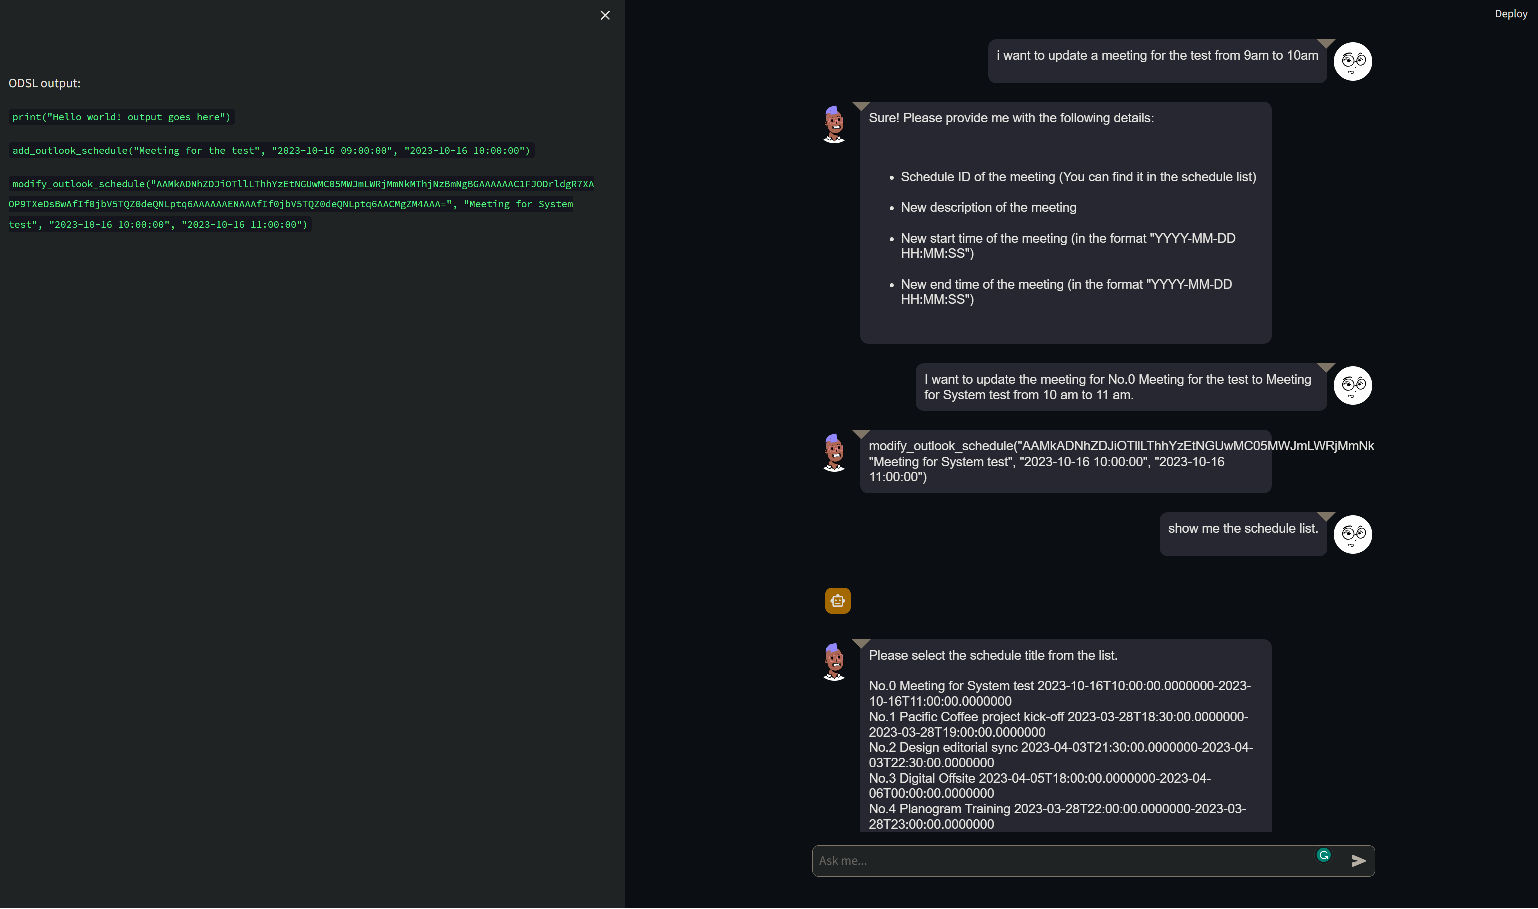 Deploy
ODSL output:
print("Hello world! output goes here")
add_outlook_schedule("Meeting for the test", "2023-10-16 09:00:00", "2023-10-16 10:00:00")
modify_outlook_schedule("AAMkADNhZDJiOTllLThhYzEtNGUwMC05MWJmLWRjMmNkMThjNzBmNgBGAAAAAAC1FJODrldgR7XA
OP9TXeDsBwAfIf0jbV5TQZ0deQNLptq6AAAAAAENAAAfIf0jbV5TQZ0deQNLptq6AACMgZM4AAA=", "Meeting for System
test", "2023-10-16 10:00:00", "2023-10-16 11:00:00")
i want to update a meeting for the test from 9am to 10am
Sure! Please provide me with the following details:
• Schedule ID of the meeting (You can find it in the schedule list)
• New description of the meeting
• New start time of the meeting (in the format "YYYY-MM-DD
HH:MM:SS")
• New end time of the meeting (in the format "YYYY-MM-DD
HH:MM:SS")
I want to update the meeting for No.0 Meeting for the test to Meeting
for System test from 10 am to 11 am.
modify_outlook_schedule("AAMkADNhZDJiOTllLThhYzEtNGUwMC05MWJmLWRjMmNk
"Meeting for System test", "2023-10-16 10:00:00", "2023-10-16
11:00:00")
show me the schedule list.
Please select the schedule title from the list.
No.0 Meeting for System test 2023-10-16T10:00:00.0000000-2023-
10-16T11:00:00.0000000
No.1 Pacific Coffee project kick-off 2023-03-28T18:30:00.0000000-
2023-03-28T19:00:00.0000000
No.2 Design editorial sync 2023-04-03T21:30:00.0000000-2023-04-
03T22:30:00.0000000
No.3 Digital Offsite 2023-04-05T18:00:00.0000000-2023-04-
06T00:00:00.0000000
No.4 Planogram Training 2023-03-28T22:00:00.0000000-2023-03-
28T23:00:00.0000000
Ask me...